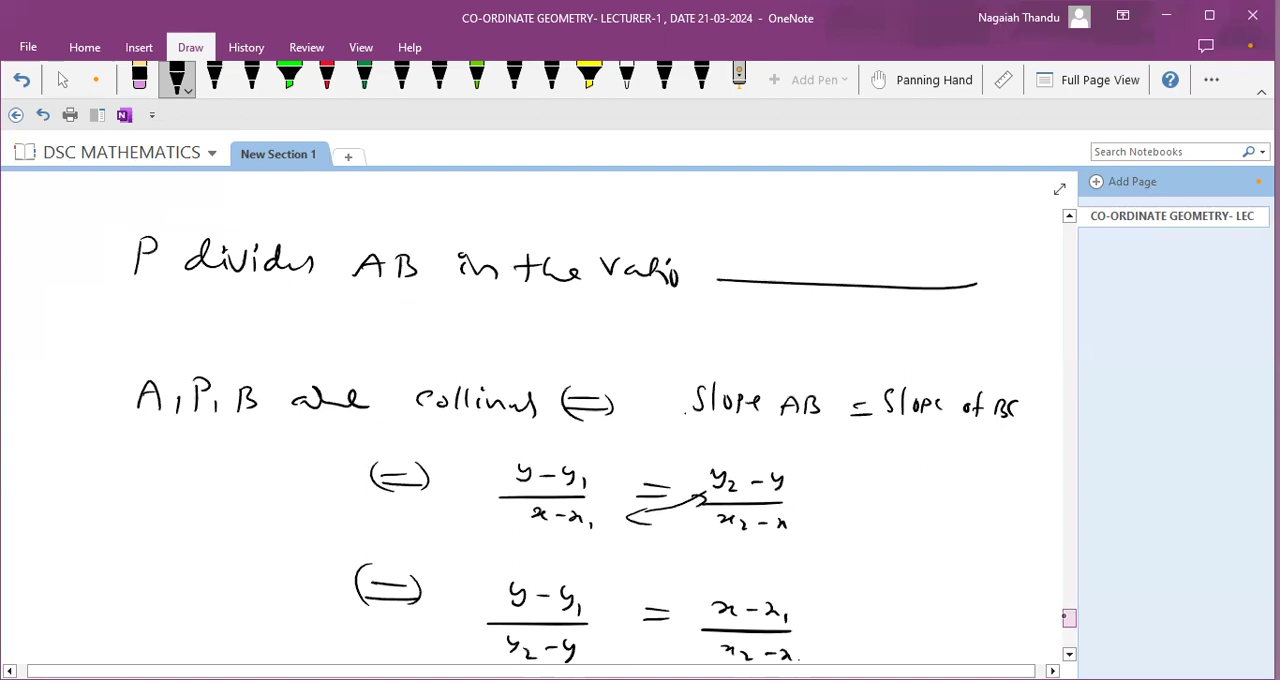 CO-ORDINATE GEOMETRY- LECTURER-1 , DATE 21-03-2024 - OneNote
Nagaiah Thandu
File Home Insert Draw History Review View Help
Add Pen Panning Hand Full Page View
DSC MATHEMATICS New Section 1 Search Notebooks
Add Page
CO-ORDINATE GEOMETRY- LEC
P divides AB in the ratio
A, P, B are collinear ⟺ Slope AB = Slope of BC
⟺ (y - y₁)/(x - x₁) = (y₂ - y)/(x₂ - x)
⟺ (y - y₁)/(y₂ - y) = (x - x₁)/(x₂ - x)